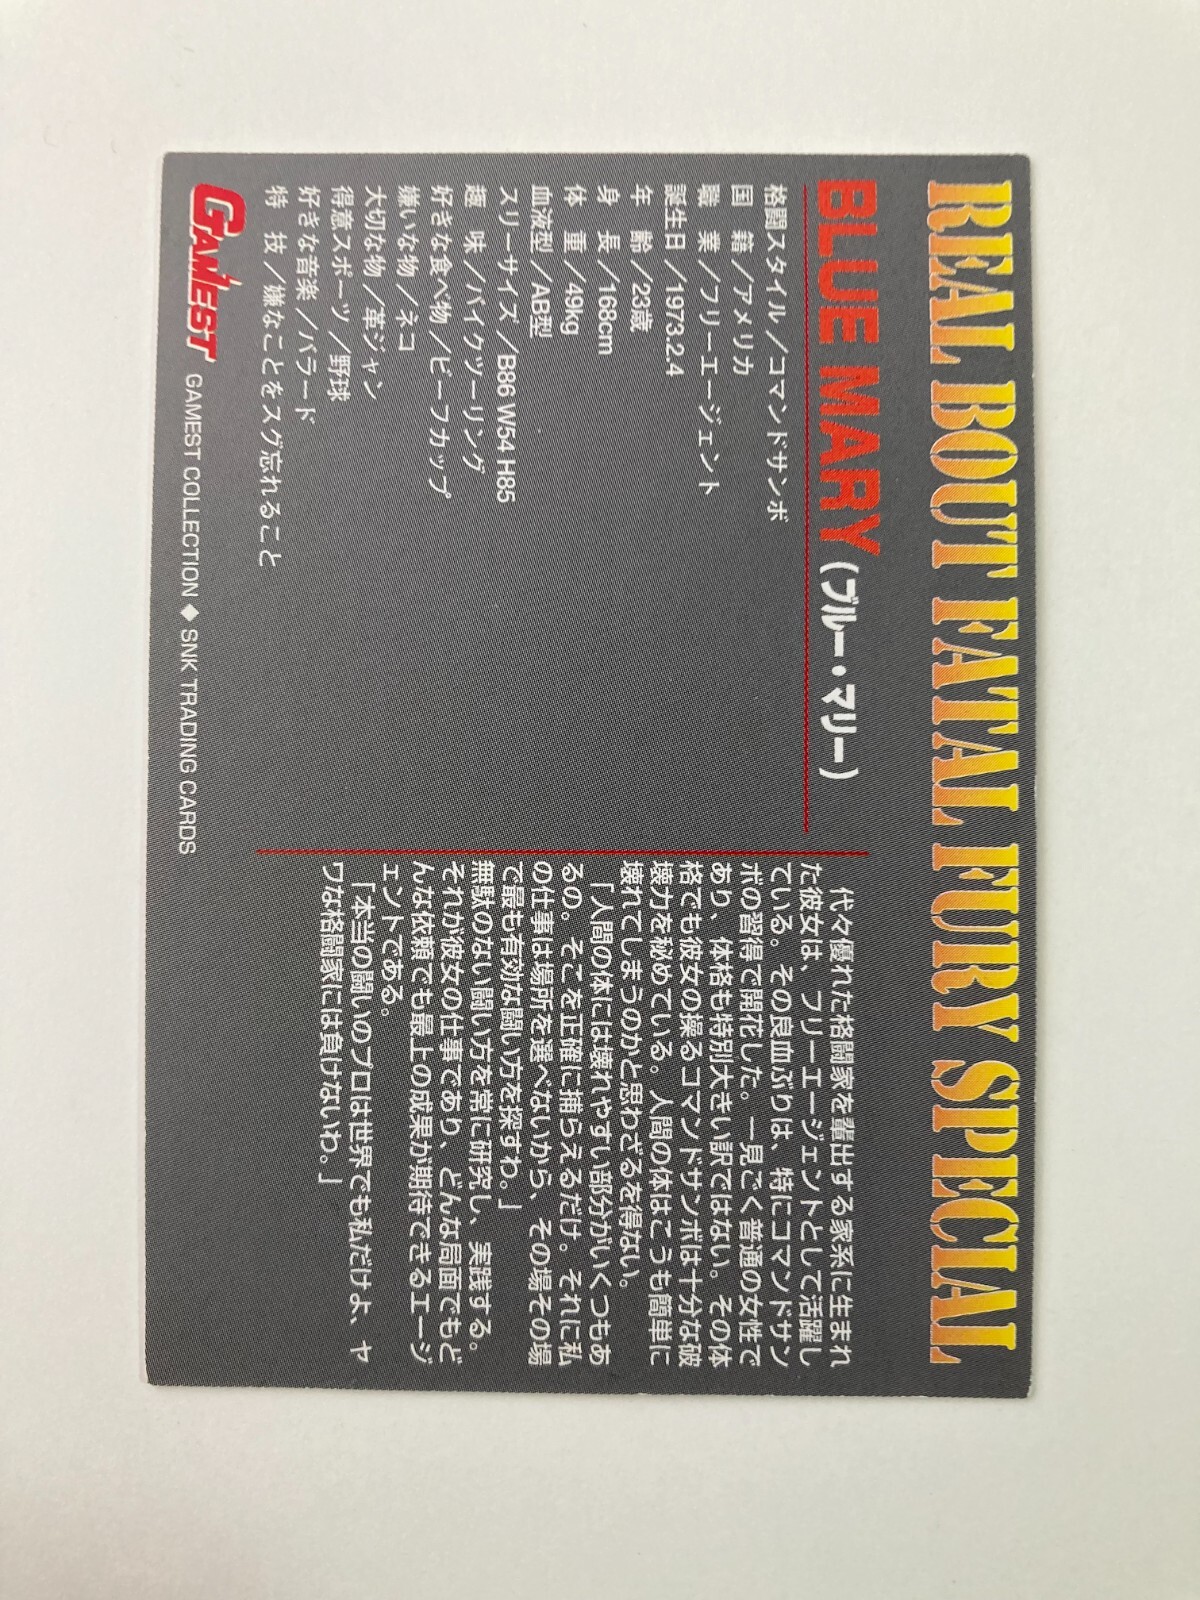 REAL BOUT FATAL FURY SPECIAL
BLUE MARY (ブルー・マリー)
格闘スタイル／コマンドサンボ
国　籍／アメリカ
職　業／フリーエージェント
誕生日／1973.2.4
年　齢／23歳
身　長／168cm
体　重／49kg
血液型／AB型
スリーサイズ／B86 W54 H85
趣　味／バイクツーリング
好きな食べ物／ビーフカップ
嫌いな物／ネコ
大切な物／革ジャン
得意スポーツ／野球
好きな音楽／バラード
特　技／嫌なことをスグ忘れること
代々優れた格闘家を輩出する家系に生まれ
た彼女は、フリーエージェントとして活躍し
ている。その良血ぶりは、特にコマンドサン
ボの習得で開花した。一見ごく普通の女性で
あり、体格も特別大きい訳ではない。その体
格でも彼女の操るコマンドサンボは十分な破
壊力を秘めている。人間の体はこうも簡単に
壊れてしまうのかと思わざるを得ない。
「人間の体には壊れやすい部分がいくつもあ
るの。そこを正確に捕らえるだけ。それに私
の仕事は場所を選べないから、その場その場
で最も有効な闘い方を探すわ。」
無駄のない闘い方を常に研究し、実践する。
それが彼女の仕事であり、どんな局面でもど
んな依頼でも最上の成果が期待できるエージ
ェントである。
「本当の闘いのプロは世界でも私だけよ、ヤ
ワな格闘家には負けないわ。」
GAMEST GAMEST COLLECTION ◆ SNK TRADING CARDS